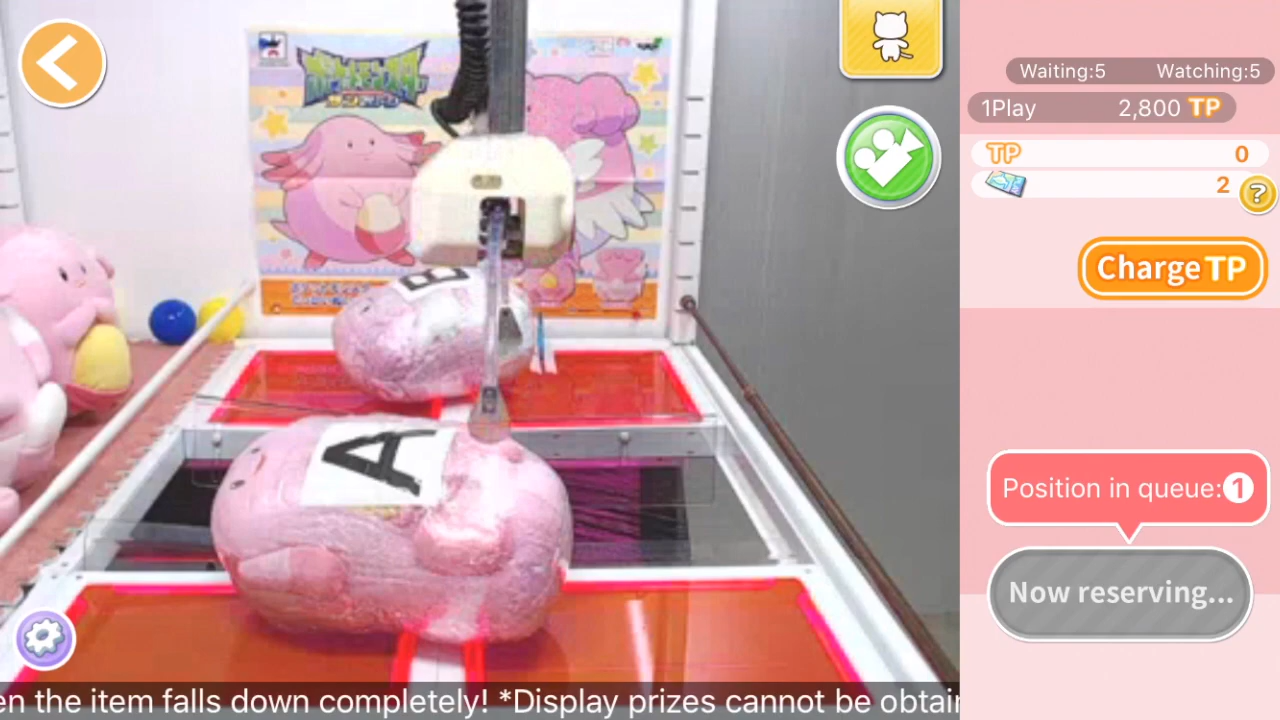 Waiting:5 Watching:5
1Play 2,800 TP
TP 0
2
?
Charge TP
B
A
Position in queue:1
Now reserving...
en the item falls down completely! *Display prizes cannot be obtain